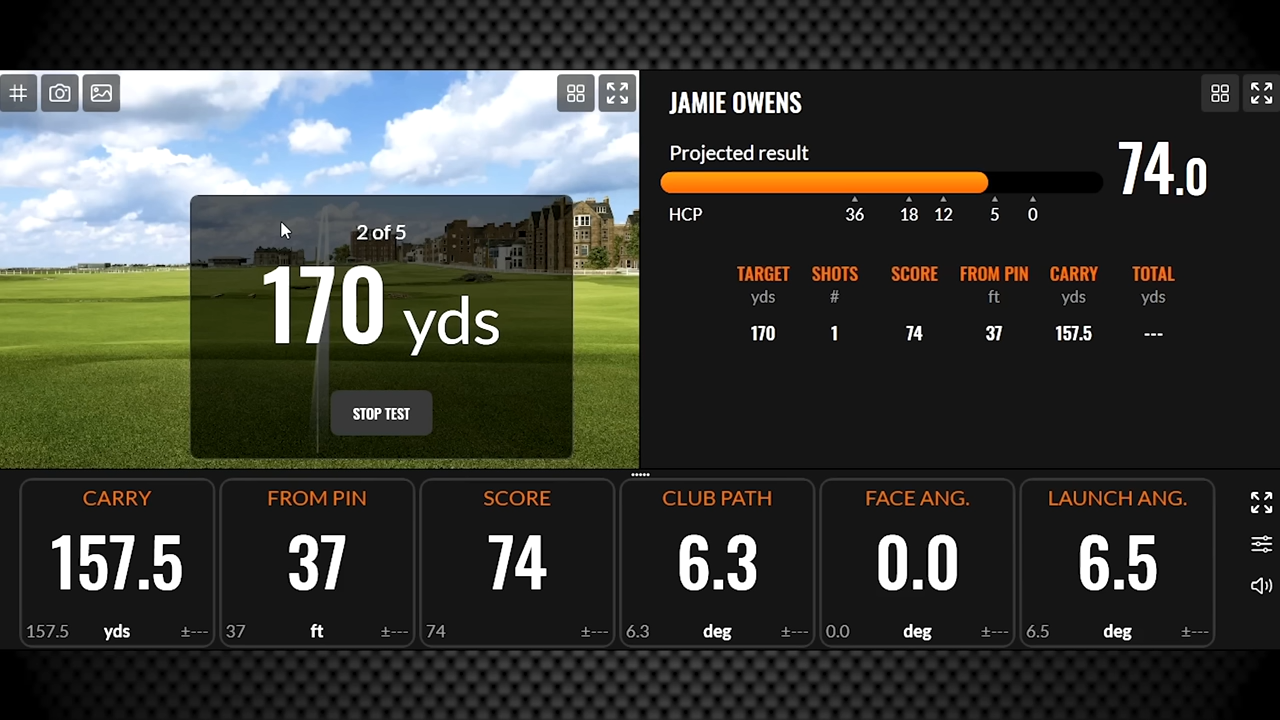 2 of 5
170 yds
STOP TEST
JAMIE OWENS
Projected result
74.0
HCP 36 18 12 5 0
TARGET SHOTS SCORE FROM PIN CARRY TOTAL
yds # ft yds yds
170 1 74 37 157.5 ---
CARRY FROM PIN SCORE CLUB PATH FACE ANG. LAUNCH ANG.
157.5 37 74 6.3 0.0 6.5
157.5 yds ±--- 37 ft ±--- 74 ±--- 6.3 deg ±--- 0.0 deg ±--- 6.5 deg ±---